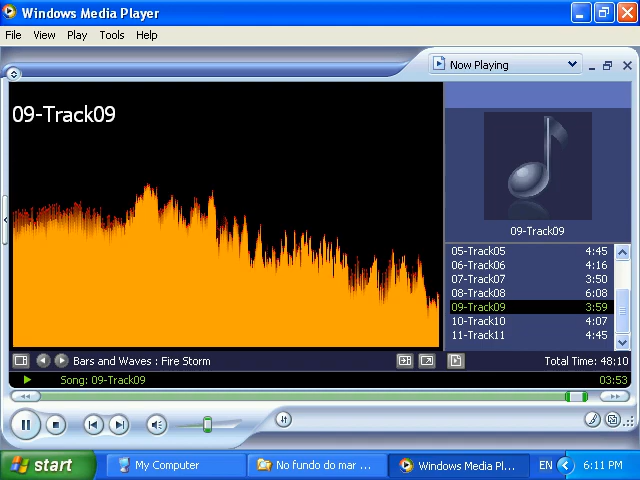 Windows Media Player
File View Play Tools Help
Now Playing
09-Track09
09-Track09
05-Track05 4:45
06-Track06 4:16
07-Track07 3:50
08-Track08 6:08
09-Track09 3:59
10-Track10 4:07
11-Track11 4:45
Bars and Waves : Fire Storm
Total Time: 48:10
Song: 09-Track09 03:53
start My Computer No fundo do mar ... Windows Media Pl... EN 6:11 PM